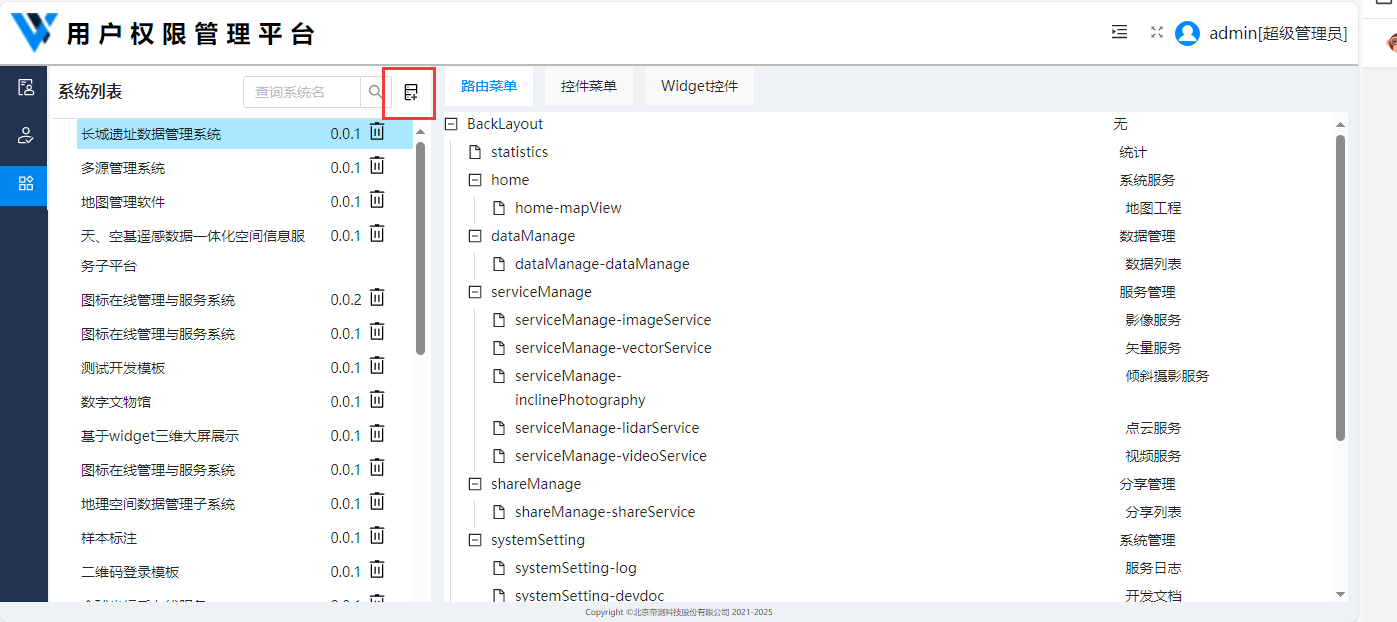 用户权限管理平台
admin[超级管理员]
系统列表
查询系统名
路由菜单
控件菜单
Widget控件
长城遗址数据管理系统 0.0.1
多源管理系统 0.0.1
地图管理软件 0.0.1
天、空基遥感数据一体化空间信息服 0.0.1
务子平台
图标在线管理与服务系统 0.0.2
图标在线管理与服务系统 0.0.1
测试开发模板 0.0.1
数字文物馆 0.0.1
基于widget三维大屏展示 0.0.1
图标在线管理与服务系统 0.0.1
地理空间数据管理子系统 0.0.1
样本标注 0.0.1
二维码登录模板 0.0.1
BackLayout 无
statistics 统计
home 系统服务
home-mapView 地图工程
dataManage 数据管理
dataManage-dataManage 数据列表
serviceManage 服务管理
serviceManage-imageService 影像服务
serviceManage-vectorService 矢量服务
serviceManage- 倾斜摄影服务
inclinePhotography
serviceManage-lidarService 点云服务
serviceManage-videoService 视频服务
shareManage 分享管理
shareManage-shareService 分享列表
systemSetting 系统管理
systemSetting-log 服务日志
systemSetting-devdoc 开发文档
Copyright ©北京帝测科技股份有限公司 2021-2025